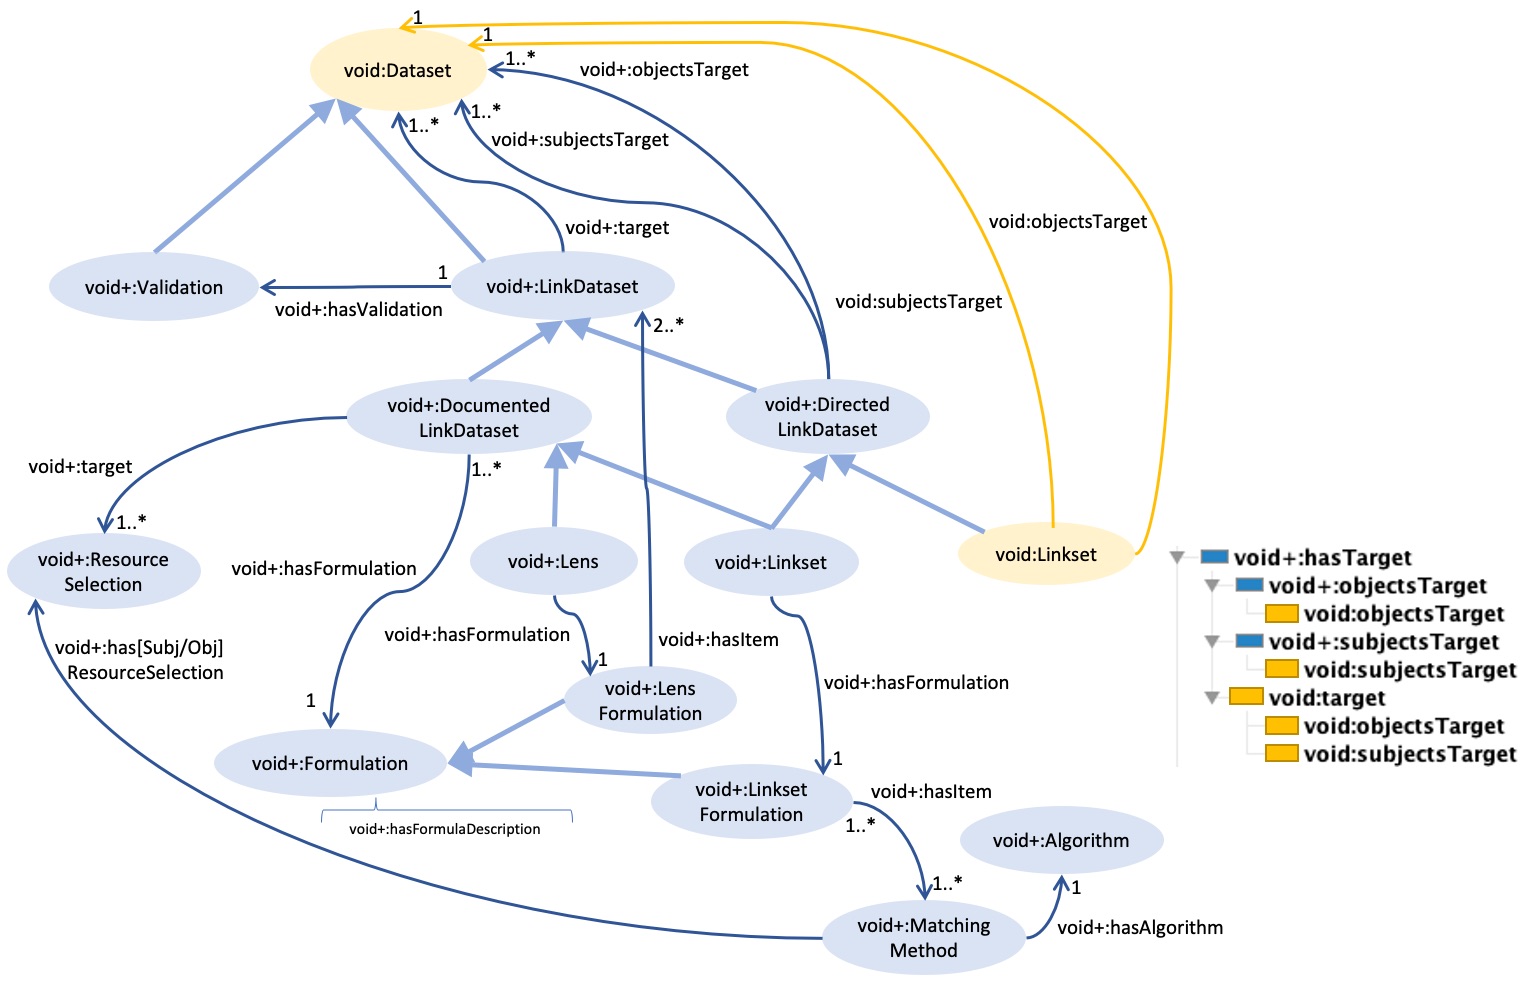 1
1
void:Dataset
1..*
void+:objectsTarget
1..*
1..*
void+:subjectsTarget
void:objectsTarget
void+:target
void+:Validation
1
void+:LinkDataset
void+:hasValidation
void:subjectsTarget
2..*
void+:Documented
LinkDataset
void+:Directed
LinkDataset
void+:target
1..*
1..*
void+:Resource
Selection
void+:hasFormulation
void+:Lens
void+:Linkset
void:Linkset
void+:hasTarget
void+:objectsTarget
void:objectsTarget
void+:subjectsTarget
void:subjectsTarget
void:target
void:objectsTarget
void:subjectsTarget
void+:has[Subj/Obj]
ResourceSelection
void+:hasFormulation
1
void+:hasItem
void+:Lens
Formulation
void+:hasFormulation
1
void+:Formulation
1
void+:hasFormulaDescription
void+:Linkset
Formulation
void+:hasItem
1..*
void+:Algorithm
1..*
1
void+:Matching
Method
void+:hasAlgorithm